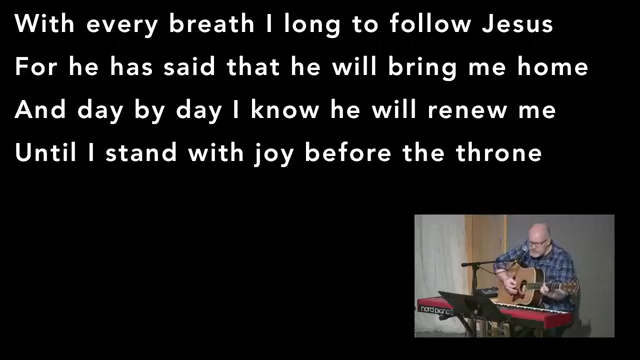 With every breath I long to follow Jesus
For he has said that he will bring me home
And day by day I know he will renew me
Until I stand with joy before the throne
nord